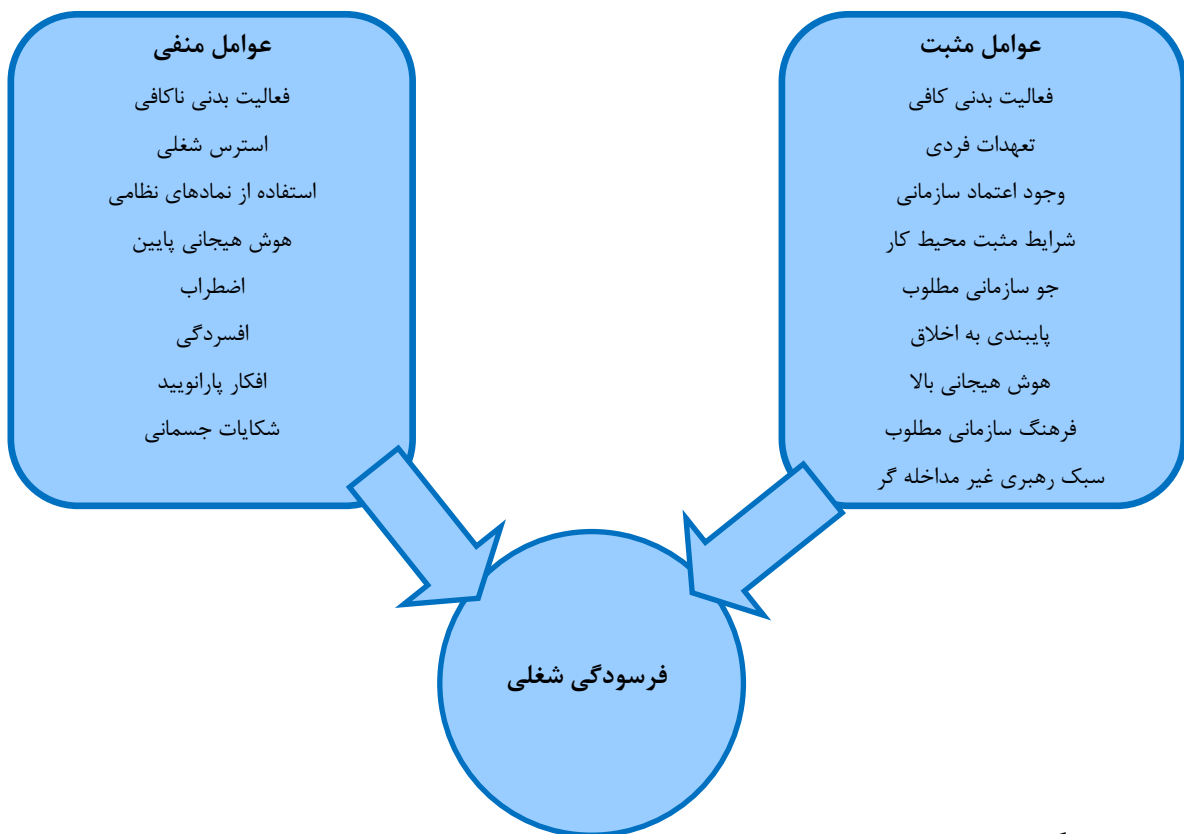 عوامل مثبت
فعالیت بدنی کافی
تعهدات فردی
وجود اعتماد سازمانی
شرایط مثبت محیط کار
جو سازمانی مطلوب
پایبندی به اخلاق
هوش هیجانی بالا
فرهنگ سازمانی مطلوب
سبک رهبری غیر مداخله گر
عوامل منفی
فعالیت بدنی ناکافی
استرس شغلی
استفاده از نمادهای نظامی
هوش هیجانی پایین
اضطراب
افسردگی
افکار پارانویید
شکایات جسمانی
فرسودگی شغلی